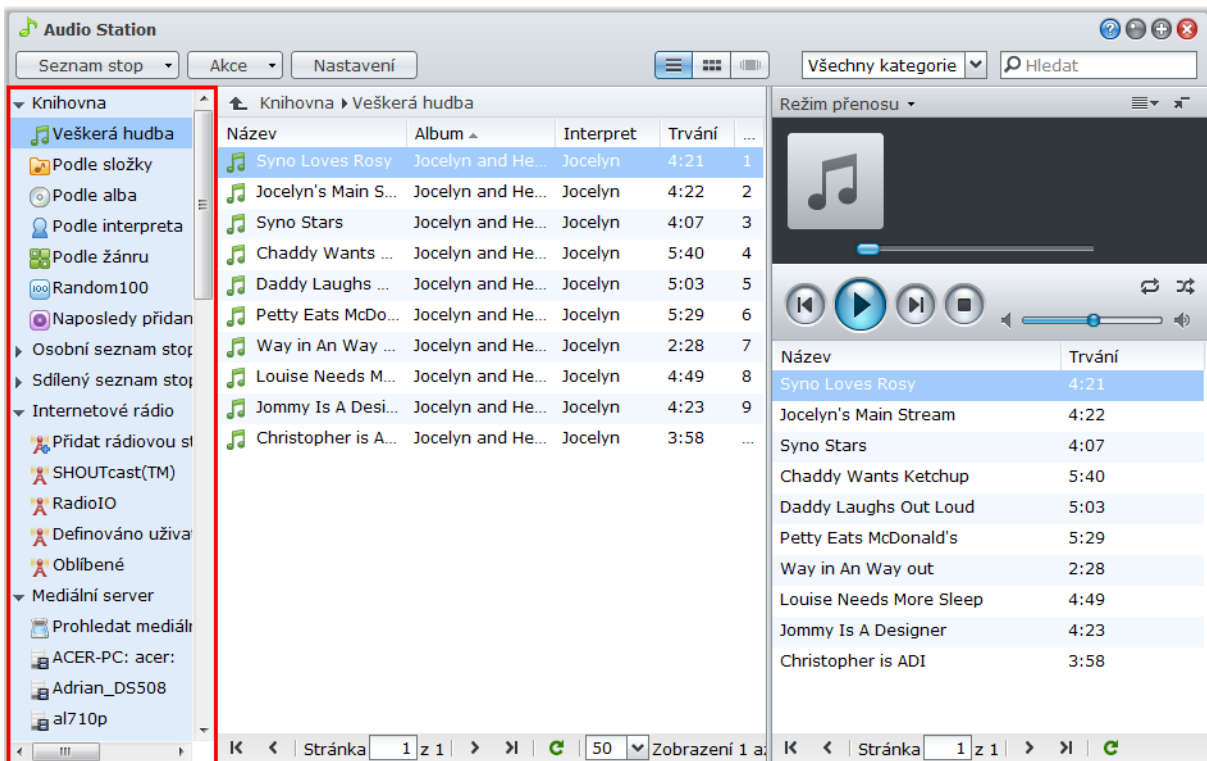 Audio Station
Seznam stop
Akce
Nastavení
Všechny kategorie
Hledat
Knihovna
Veškerá hudba
Podle složky
Podle alba
Podle interpreta
Podle žánru
Random100
Naposledy přidan
Osobní seznam stop
Sdílený seznam stop
Internetové rádio
Přidat rádiovou st
SHOUTcast(TM)
RadioIO
Definováno uživat
Oblíbené
Mediální server
Prohledat mediáln
ACER-PC: acer:
Adrian_DS508
al710p
Knihovna Veškerá hudba
Název Album Interpret Trvání ...
Syno Loves Rosy Jocelyn and He... Jocelyn 4:21 1
Jocelyn's Main S... Jocelyn and He... Jocelyn 4:22 2
Syno Stars Jocelyn and He... Jocelyn 4:07 3
Chaddy Wants ... Jocelyn and He... Jocelyn 5:40 4
Daddy Laughs ... Jocelyn and He... Jocelyn 5:03 5
Petty Eats McDo... Jocelyn and He... Jocelyn 5:29 6
Way in An Way ... Jocelyn and He... Jocelyn 2:28 7
Louise Needs M... Jocelyn and He... Jocelyn 4:49 8
Jommy Is A Desi... Jocelyn and He... Jocelyn 4:23 9
Christopher is A... Jocelyn and He... Jocelyn 3:58 ...
Stránka 1 z 1 50 Zobrazení 1 až
Režim přenosu
Název Trvání
Syno Loves Rosy 4:21
Jocelyn's Main Stream 4:22
Syno Stars 4:07
Chaddy Wants Ketchup 5:40
Daddy Laughs Out Loud 5:03
Petty Eats McDonald's 5:29
Way in An Way out 2:28
Louise Needs More Sleep 4:49
Jommy Is A Designer 4:23
Christopher is ADI 3:58
Stránka 1 z 1